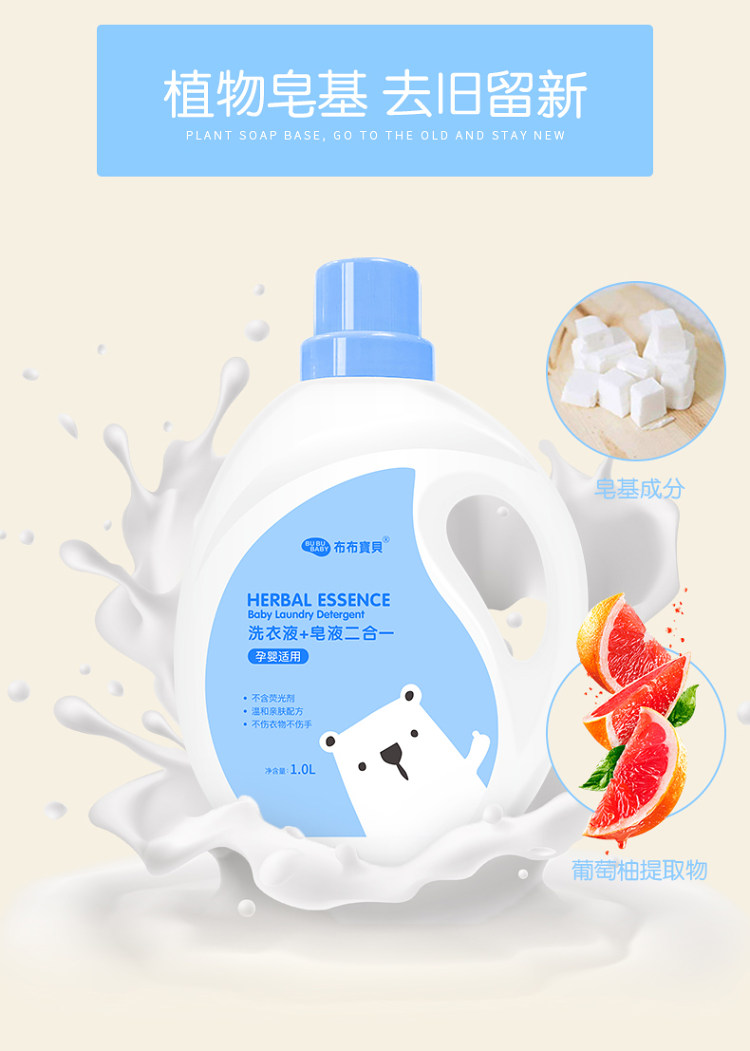 植物皂基 去旧留新
PLANT SOAP BASE, GO TO THE OLD AND STAY NEW
皂基成分
BU BU
BABY
布布寳貝®
HERBAL ESSENCE
Baby Laundry Detergent
洗衣液+皂液二合一
孕婴适用
• 不含荧光剂
• 温和亲肤配方
• 不伤衣物不伤手
净含量: 1.0L
葡萄柚提取物